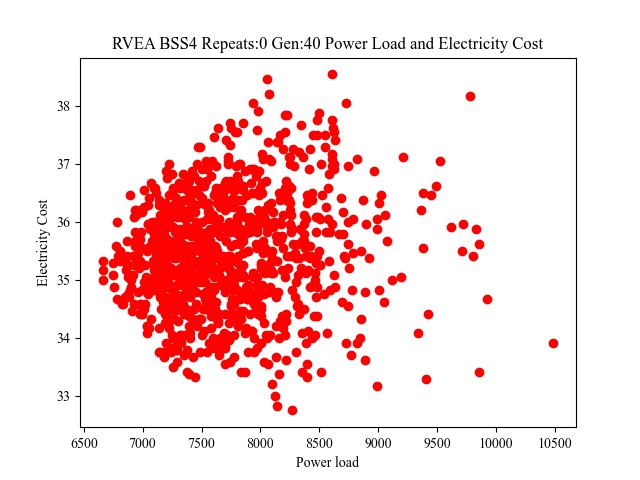 RVEA BSS4 Repeats:0 Gen:40 Power Load and Electricity Cost
38
37
36
35
34
33
Electricity Cost
6500 7000 7500 8000 8500 9000 9500 10000 10500
Power load